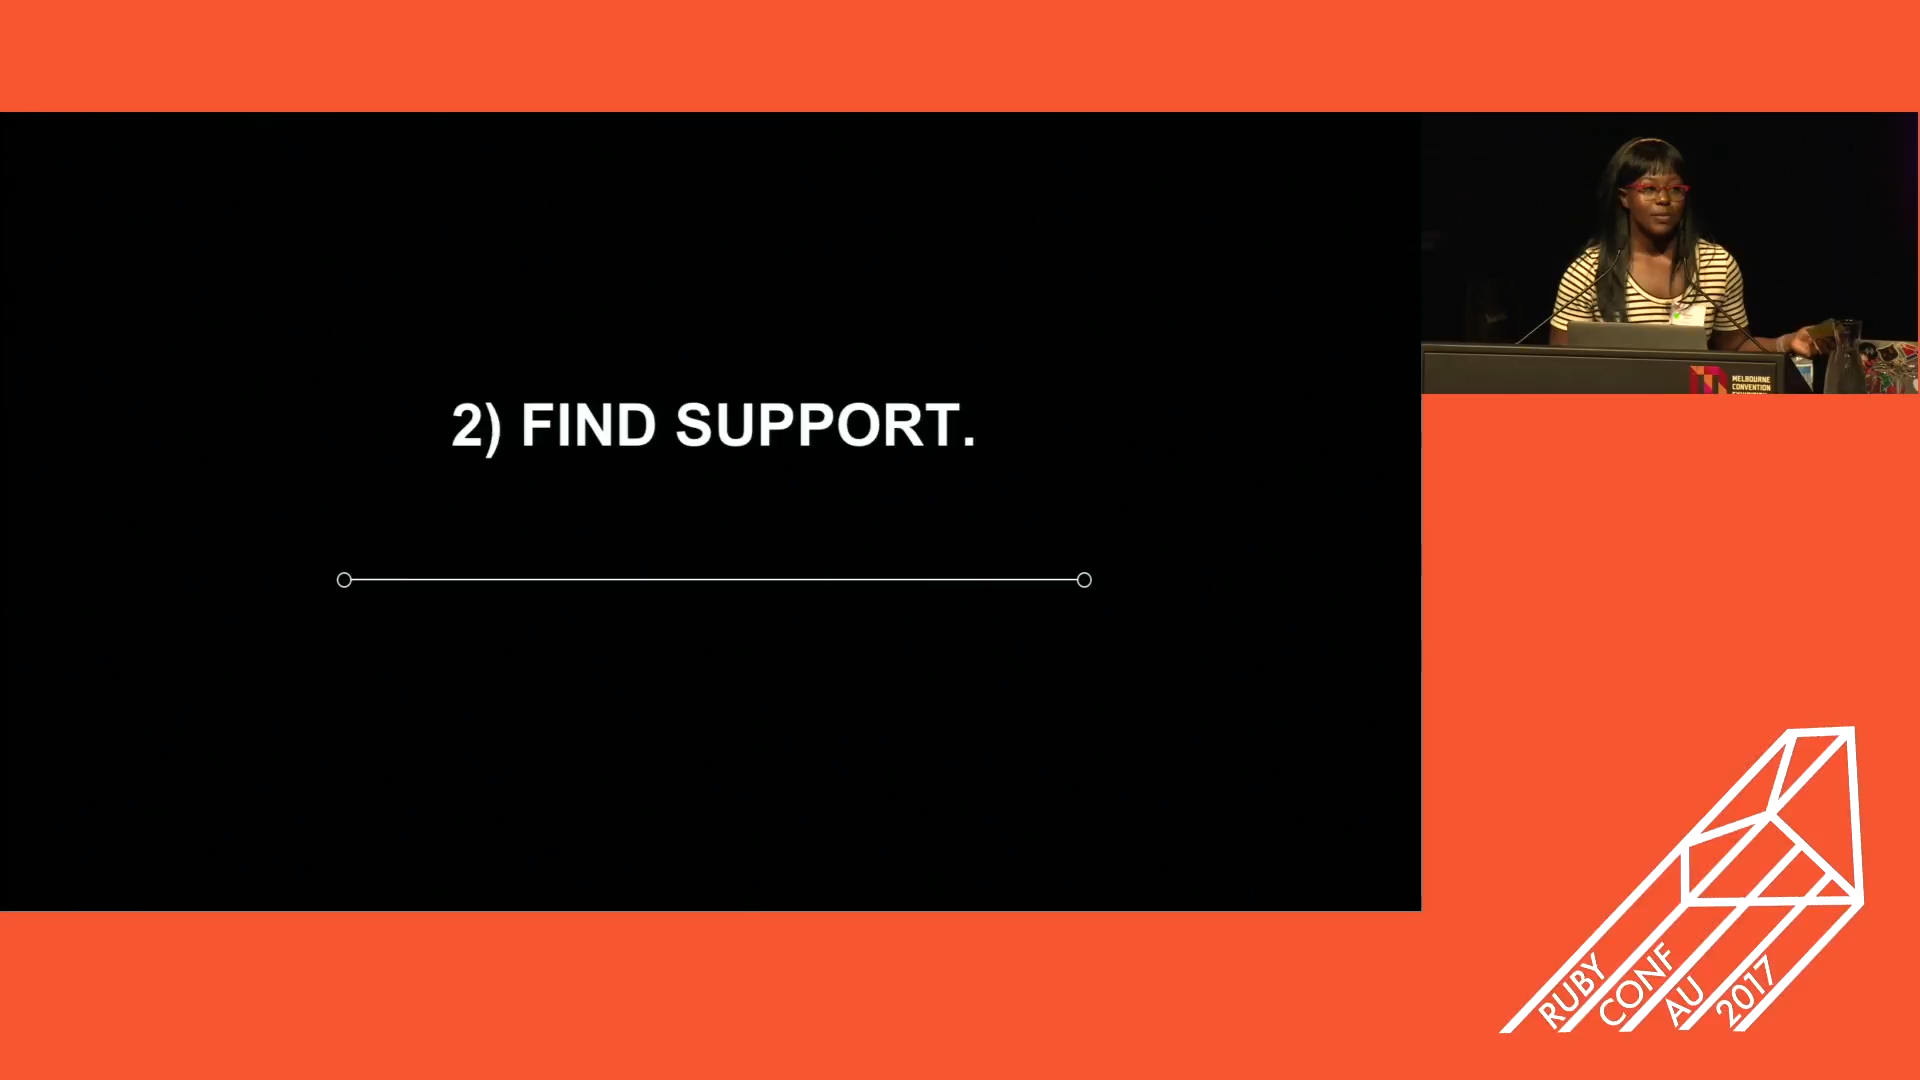 2) FIND SUPPORT.
MELBOURNE
CONVENTION
RUBY
CONF
AU
2017